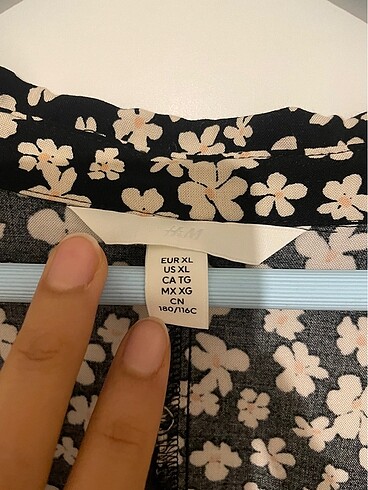 H&M
EUR XL
US XL
CA TG
MX XG
CN
180/116C